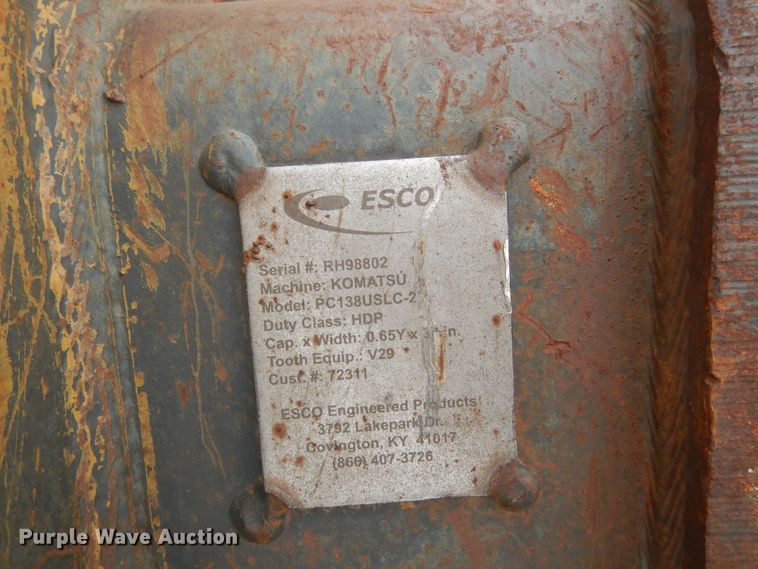 ESCO
Serial #: RH98802
Machine: KOMATSU
Model: PC138USLC-2
Duty Class: HDP
Cap. x Width: 0.65Y x in.
Tooth Equip.: V29
Cust. #: 72311
ESCO Engineered Products
3792 Lakepark Dr.
Covington, KY 41017
(866) 407-3726
Purple Wave Auction